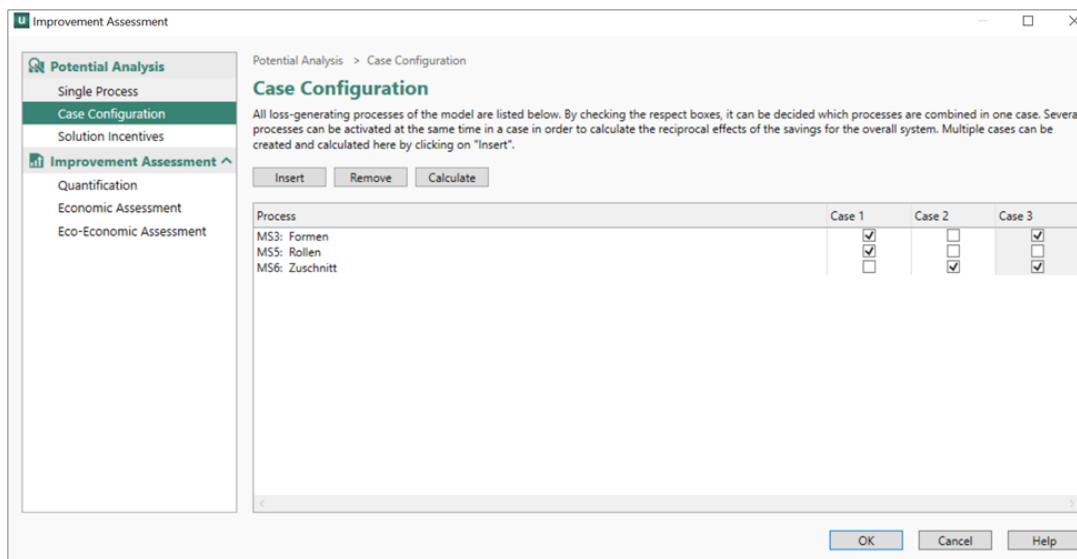 U Improvement Assessment
Potential Analysis
Single Process
Case Configuration
Solution Incentives
Improvement Assessment
Quantification
Economic Assessment
Eco-Economic Assessment
Potential Analysis > Case Configuration
Case Configuration
All loss-generating processes of the model are listed below. By checking the respect boxes, it can be decided which processes are combined in one case. Severa
processes can be activated at the same time in a case in order to calculate the reciprocal effects of the savings for the overall system. Multiple cases can be
created and calculated here by clicking on "Insert".
Insert Remove Calculate
Process Case 1 Case 2 Case 3
MS3: Formen
MS5: Rollen
MS6: Zuschnitt
OK Cancel Help